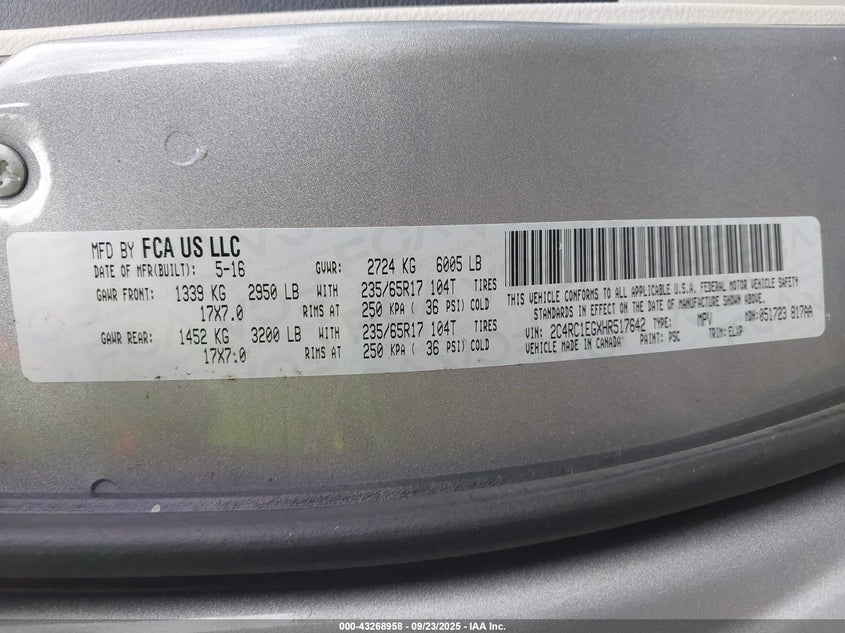 MFD BY FCA US LLC
DATE OF MFR(BUILT): 5-16 GVWR: 2724 KG 6005 LB
GAWR FRONT: 1339 KG 2950 LB WITH 235/65R17 104T TIRES
17X7.0 RIMS AT 250 KPA ( 36 PSI) COLD
GAWR REAR: 1452 KG 3200 LB WITH 235/65R17 104T TIRES
17X7.0 RIMS AT 250 KPA ( 36 PSI) COLD
THIS VEHICLE CONFORMS TO ALL APPLICABLE U.S.A. FEDERAL MOTOR VEHICLE SAFETY
STANDARDS IN EFFECT ON THE DATE OF MANUFACTURE SHOWN ABOVE.
VIN: 2C4RC1EGXHR517642 TYPE: MPV MDH: 051723 817AA
VEHICLE MADE IN CANADA PAINT: PSC TRIM: ELXP
000-43268958 - 09/23/2025 - IAA Inc.